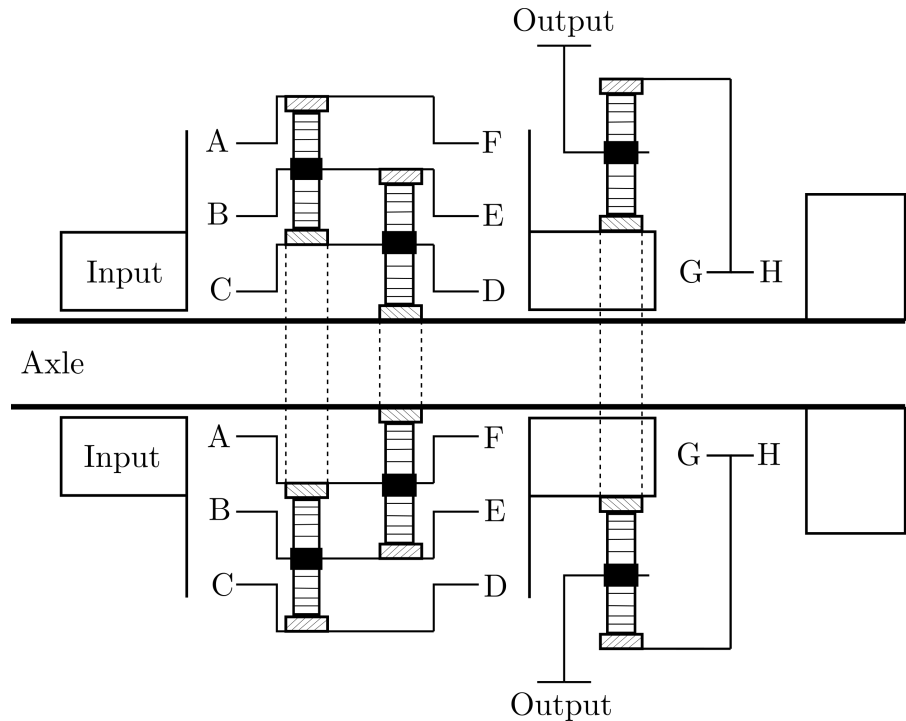 Output
A F
B E
Input C D G H
Axle
A F G H
Input
B E
C D
Output